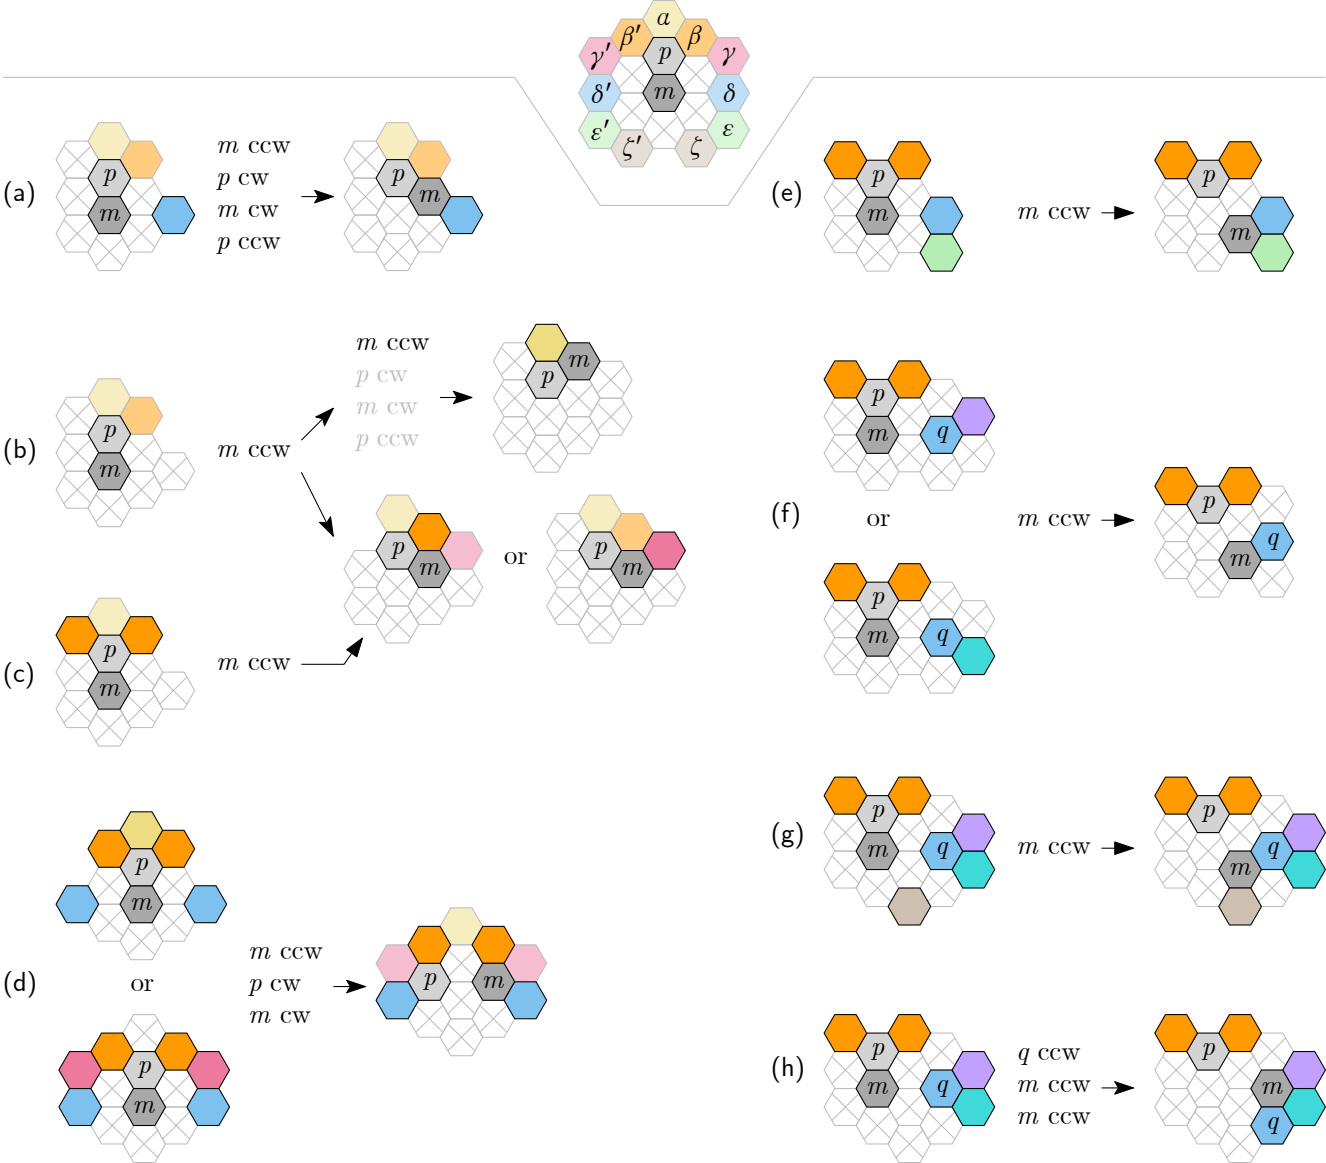 a
β′ β
γ′ p γ
δ′ m δ
ε′ ε
ζ′ ζ
(a)
p
m
m ccw
p cw
m cw
p ccw
p
m
(b)
p
m
m ccw
m ccw
p cw
m cw
p ccw
m
p
p
m
or
p
m
(c)
p
m
m ccw
(d)
p
m
or
p
m
m ccw
p cw
m cw
p m
(e)
p
m
m ccw
p
m
(f)
p
m q
or
p
m q
m ccw
p
q
m
(g)
p
m q
m ccw
p
q
m
(h)
p
m q
q ccw
m ccw
m ccw
p
m
q